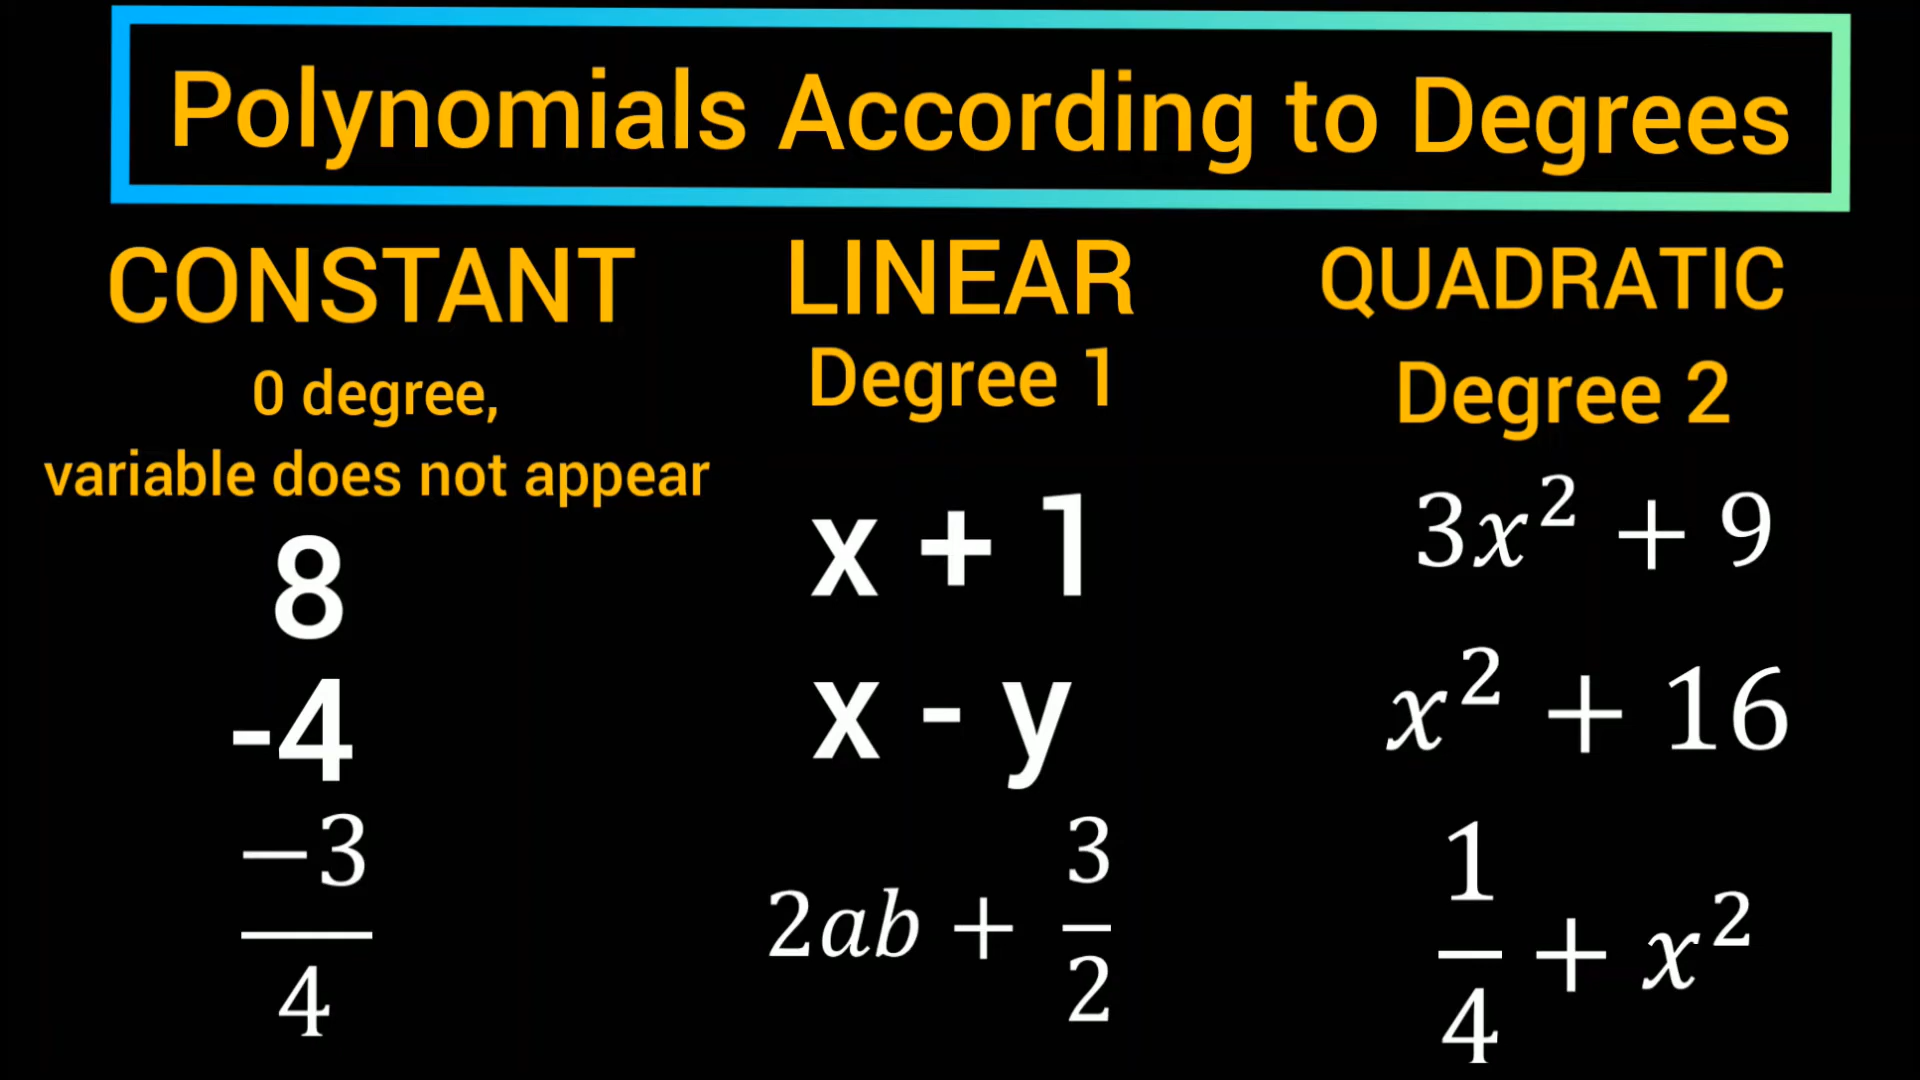 Polynomials According to Degrees
CONSTANT
0 degree,
variable does not appear
8
-4
−3
4
LINEAR
Degree 1
x + 1
x - y
2ab + 3/2
QUADRATIC
Degree 2
3x² + 9
x² + 16
1/4 + x²